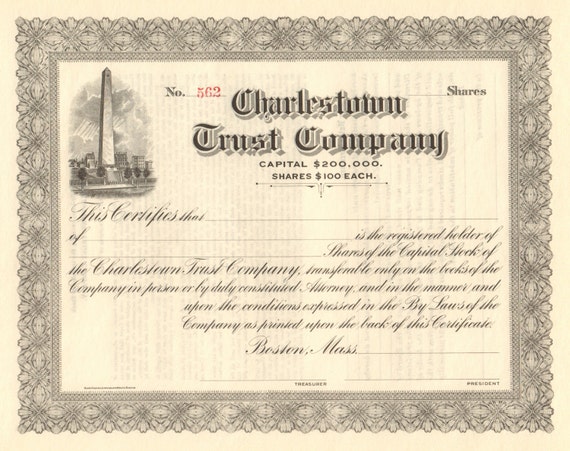 No. 562 Shares
Charlestown
Trust Company
CAPITAL $200,000.
SHARES $100 EACH.
This Certifies that
of is the registered holder of
Shares of the Capital Stock of
the Charlestown Trust Company, transferable only on the books of the
Company in person or by duly constituted Attorney, and in the manner and
upon the conditions expressed in the By Laws of the
Company as printed upon the back of this Certificate.
Boston, Mass.
TREASURER PRESIDENT